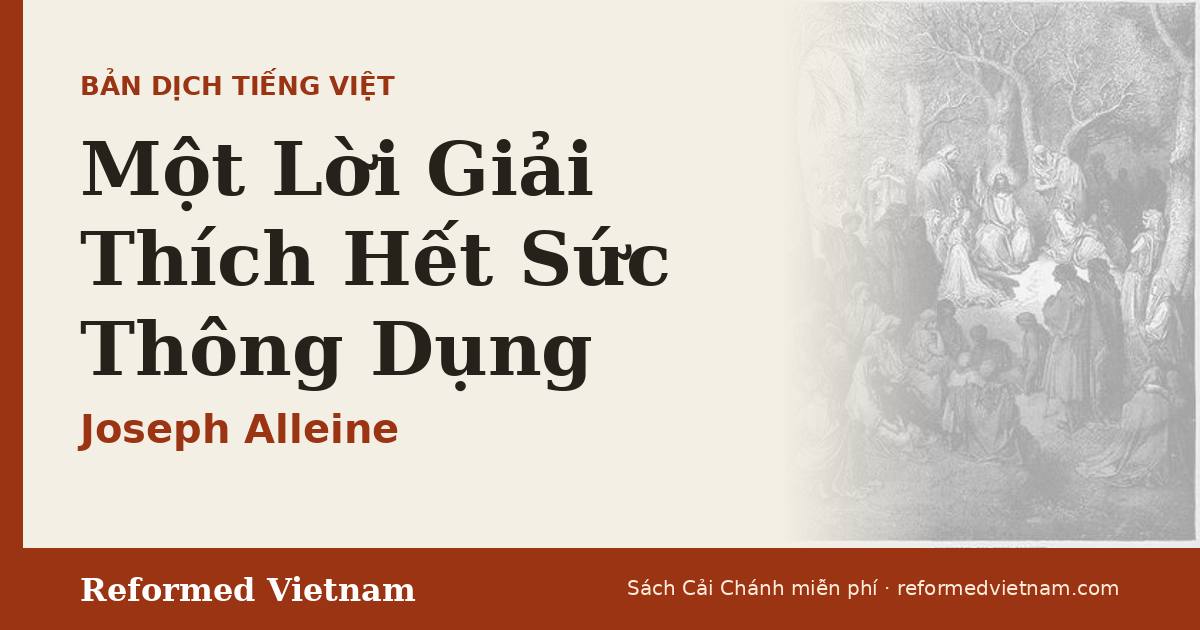 BẢN DỊCH TIẾNG VIỆT
Một Lời Giải
Thích Hết Sức
Thông Dụng
Joseph Alleine
Reformed Vietnam
Sách Cải Chánh miễn phí · reformedvietnam.com